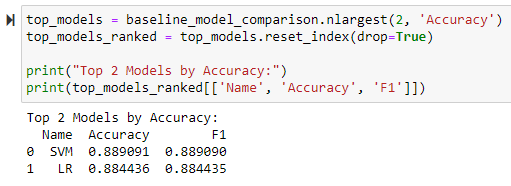 top_models = baseline_model_comparison.nlargest(2, 'Accuracy')
top_models_ranked = top_models.reset_index(drop=True)
print("Top 2 Models by Accuracy:")
print(top_models_ranked[['Name', 'Accuracy', 'F1']])
Top 2 Models by Accuracy:
  Name  Accuracy        F1
0  SVM  0.889091  0.889090
1   LR  0.884436  0.884435